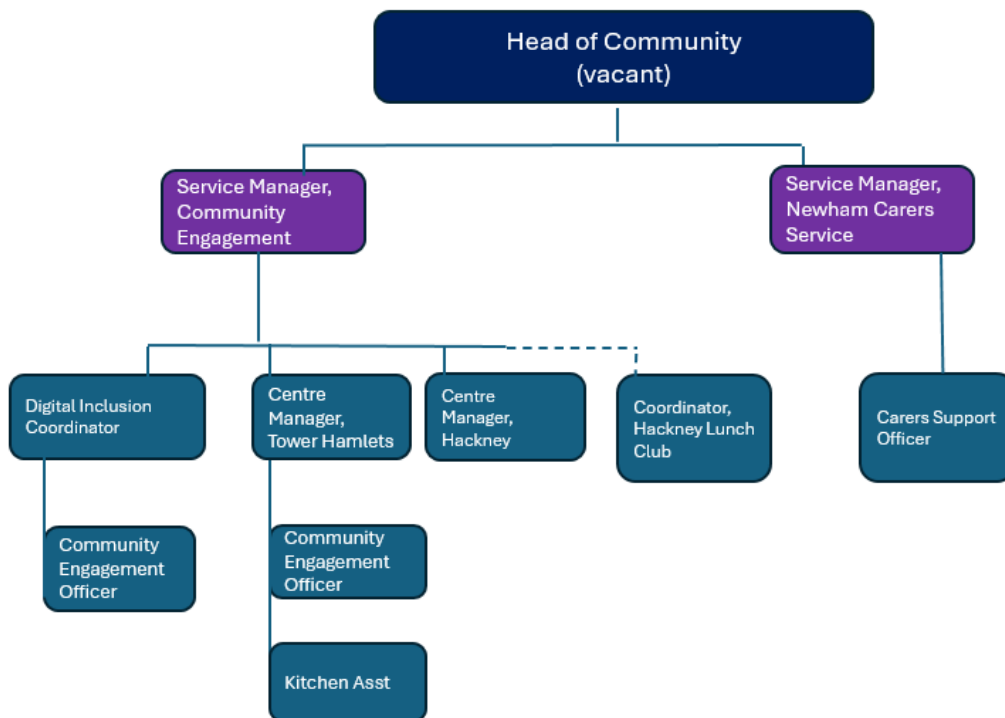 Head of Community
(vacant)
Service Manager,
Community
Engagement
Service Manager,
Newham Carers
Service
Digital Inclusion
Coordinator
Centre
Manager,
Tower Hamlets
Centre
Manager,
Hackney
Coordinator,
Hackney Lunch
Club
Carers Support
Officer
Community
Engagement
Officer
Community
Engagement
Officer
Kitchen Asst